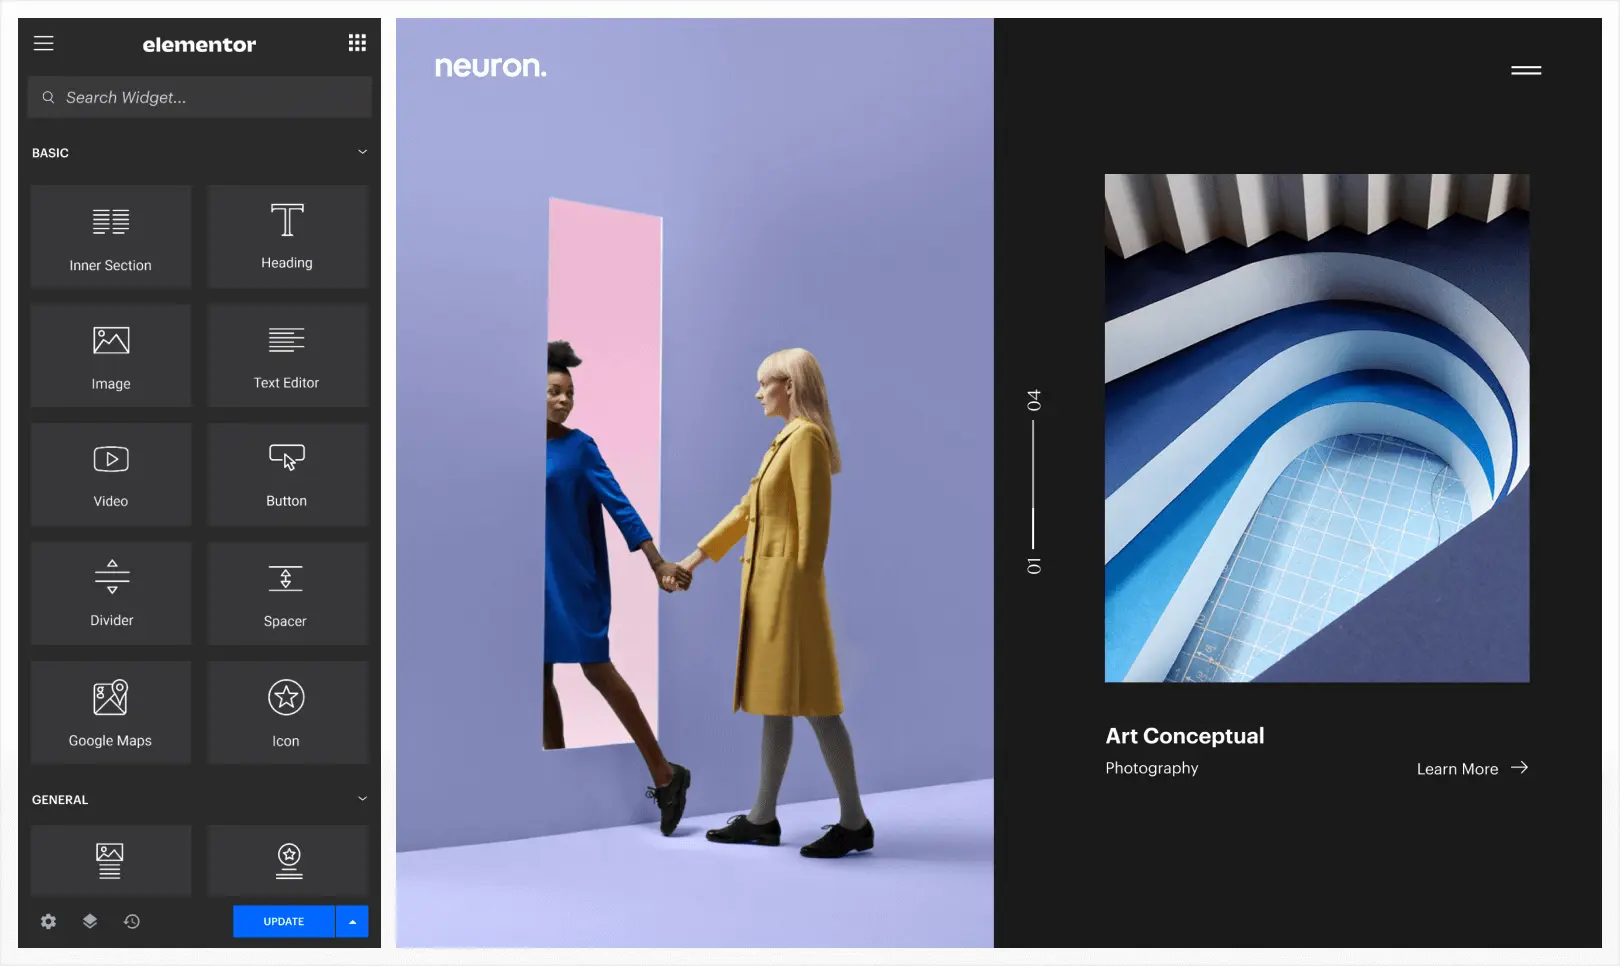 elementor
Search Widget...
BASIC
Inner Section
Heading
Image
Text Editor
Video
Button
Divider
Spacer
Google Maps
Icon
GENERAL
UPDATE
neuron.
04
01
Art Conceptual
Photography
Learn More